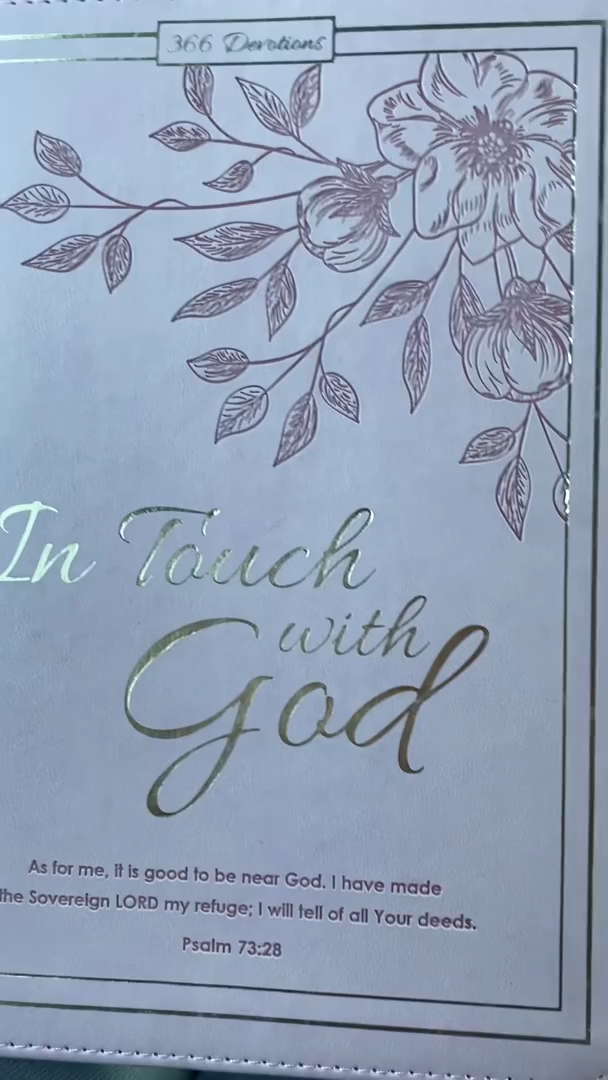 366 Devotions
In Touch
with
God
As for me, it is good to be near God. I have made
the Sovereign LORD my refuge; I will tell of all Your deeds.
Psalm 73:28